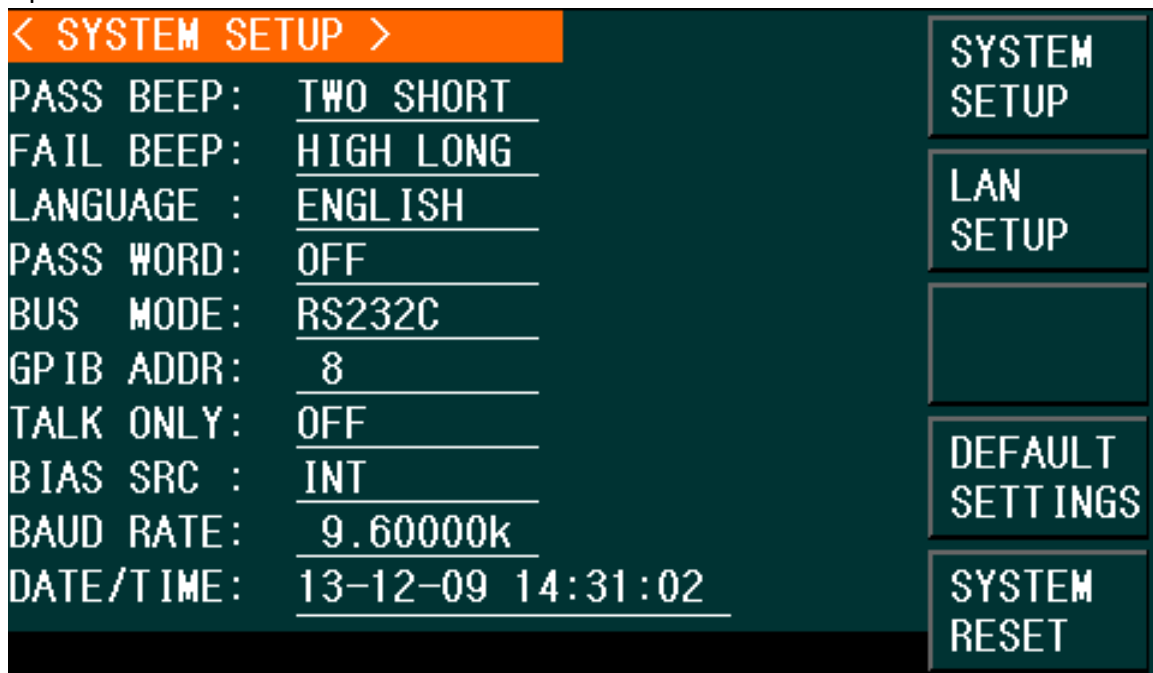 < SYSTEM SETUP >
PASS BEEP: TWO SHORT
FAIL BEEP: HIGH LONG
LANGUAGE : ENGLISH
PASS WORD: OFF
BUS MODE: RS232C
GPIB ADDR: 8
TALK ONLY: OFF
BIAS SRC : INT
BAUD RATE: 9.60000k
DATE/TIME: 13-12-09 14:31:02
SYSTEM
SETUP
LAN
SETUP
DEFAULT
SETTINGS
SYSTEM
RESET